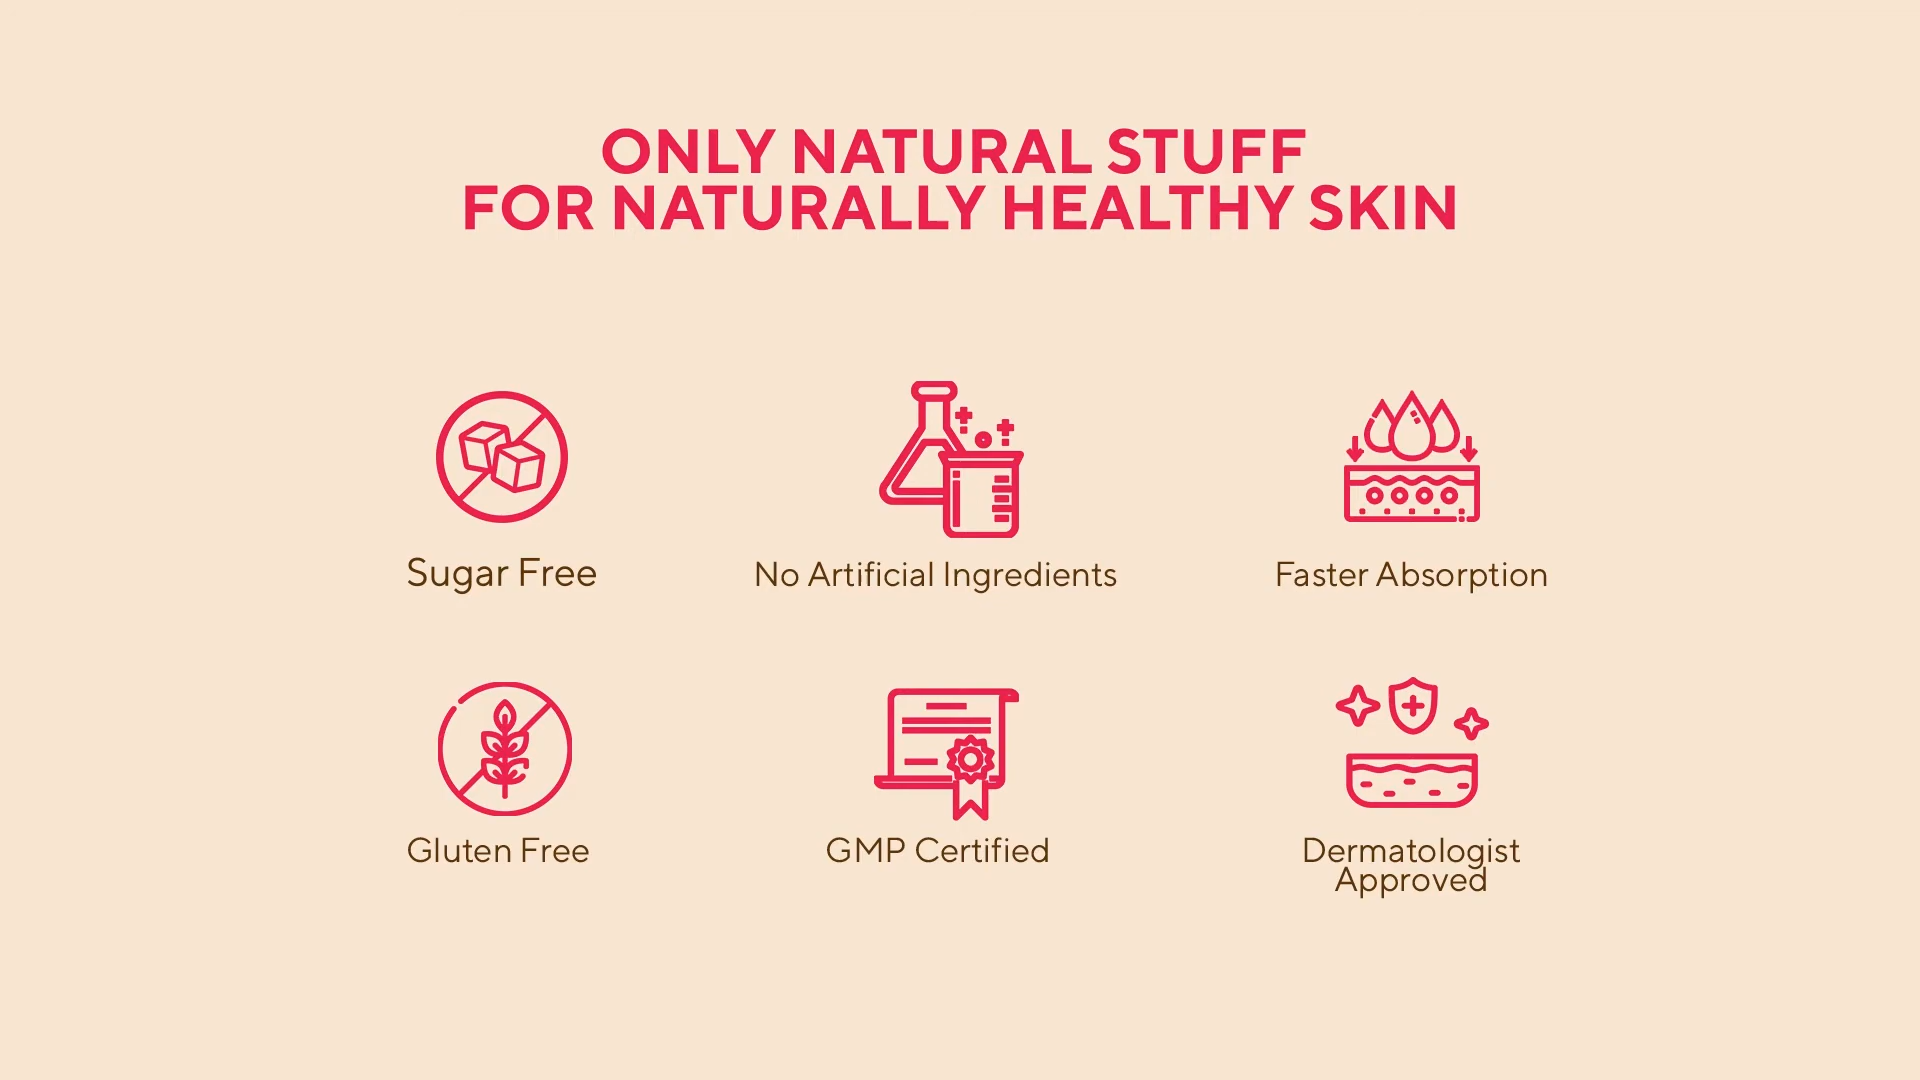 ONLY NATURAL STUFF
FOR NATURALLY HEALTHY SKIN
Sugar Free
No Artificial Ingredients
Faster Absorption
Gluten Free
GMP Certified
Dermatologist
Approved